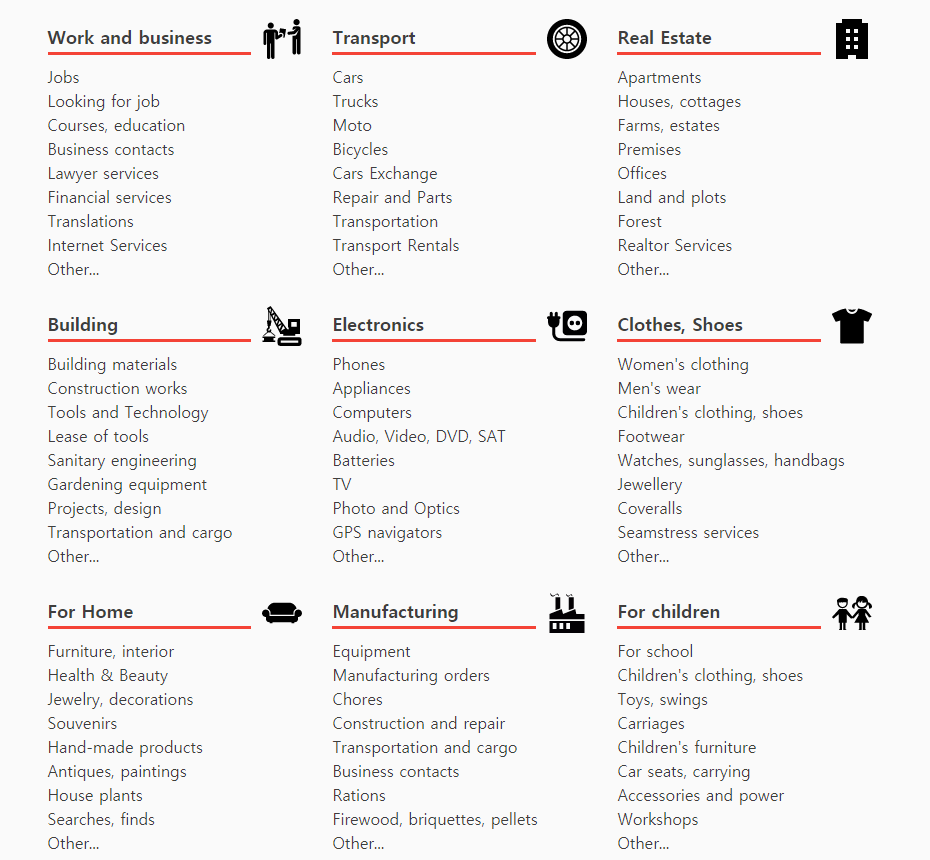 Work and business
Jobs
Looking for job
Courses, education
Business contacts
Lawyer services
Financial services
Translations
Internet Services
Other...
Transport
Cars
Trucks
Moto
Bicycles
Cars Exchange
Repair and Parts
Transportation
Transport Rentals
Other...
Real Estate
Apartments
Houses, cottages
Farms, estates
Premises
Offices
Land and plots
Forest
Realtor Services
Other...
Building
Building materials
Construction works
Tools and Technology
Lease of tools
Sanitary engineering
Gardening equipment
Projects, design
Transportation and cargo
Other...
Electronics
Phones
Appliances
Computers
Audio, Video, DVD, SAT
Batteries
TV
Photo and Optics
GPS navigators
Other...
Clothes, Shoes
Women's clothing
Men's wear
Children's clothing, shoes
Footwear
Watches, sunglasses, handbags
Jewellery
Coveralls
Seamstress services
Other...
For Home
Furniture, interior
Health & Beauty
Jewelry, decorations
Souvenirs
Hand-made products
Antiques, paintings
House plants
Searches, finds
Other...
Manufacturing
Equipment
Manufacturing orders
Chores
Construction and repair
Transportation and cargo
Business contacts
Rations
Firewood, briquettes, pellets
Other...
For children
For school
Children's clothing, shoes
Toys, swings
Carriages
Children's furniture
Car seats, carrying
Accessories and power
Workshops
Other...